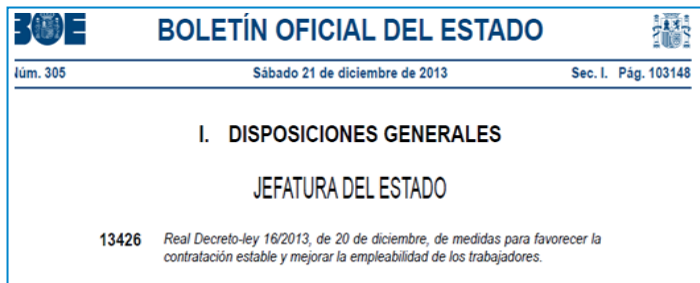 BOE
BOLETÍN OFICIAL DEL ESTADO
Núm. 305 Sábado 21 de diciembre de 2013 Sec. I. Pág. 103148
I. DISPOSICIONES GENERALES
JEFATURA DEL ESTADO
13426 Real Decreto-ley 16/2013, de 20 de diciembre, de medidas para favorecer la
contratación estable y mejorar la empleabilidad de los trabajadores.